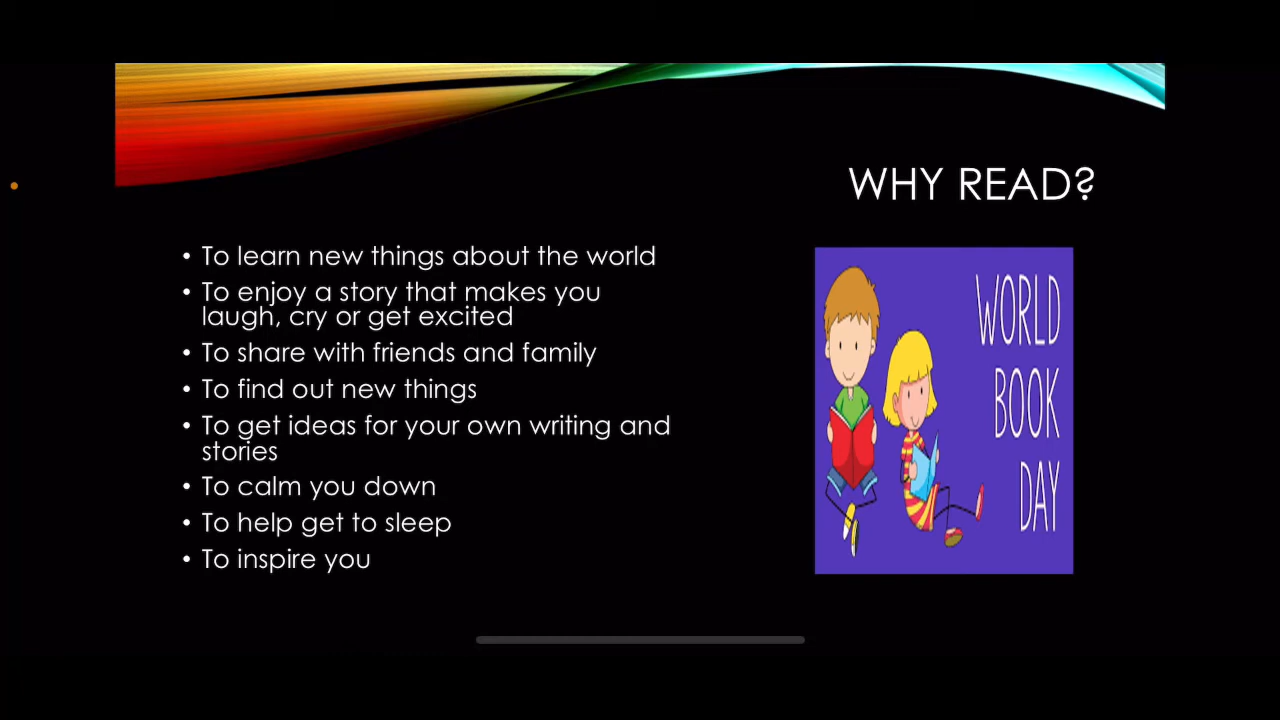 WHY READ?
• To learn new things about the world
• To enjoy a story that makes you
laugh, cry or get excited
• To share with friends and family
• To find out new things
• To get ideas for your own writing and
stories
• To calm you down
• To help get to sleep
• To inspire you
WORLD
BOOK
DAY